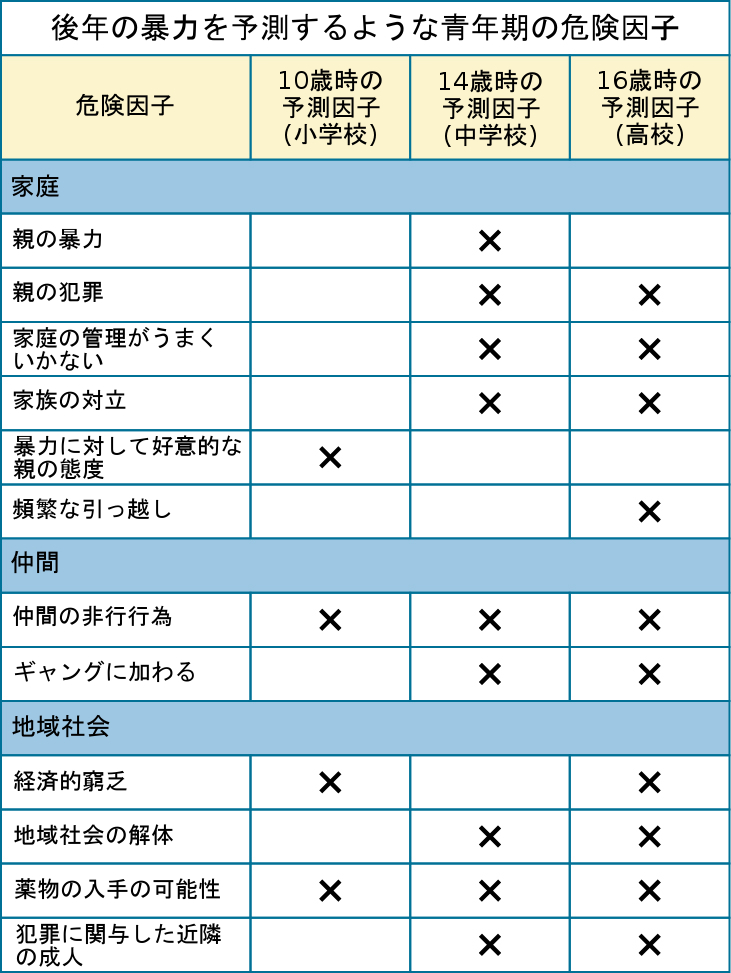 後年の暴力を予測するような青年期の危険因子
危険因子
10歳時の
予測因子
(小学校)
14歳時の
予測因子
(中学校)
16歳時の
予測因子
(高校)
家庭
親の暴力 ×
親の犯罪 × ×
家庭の管理がうまく
いかない × ×
家族の対立 × ×
暴力に対して好意的な
親の態度 ×
頻繁な引っ越し ×
仲間
仲間の非行行為 × × ×
ギャングに加わる × ×
地域社会
経済的窮乏 × ×
地域社会の解体 × ×
薬物の入手の可能性 × × ×
犯罪に関与した近隣
の成人 × ×